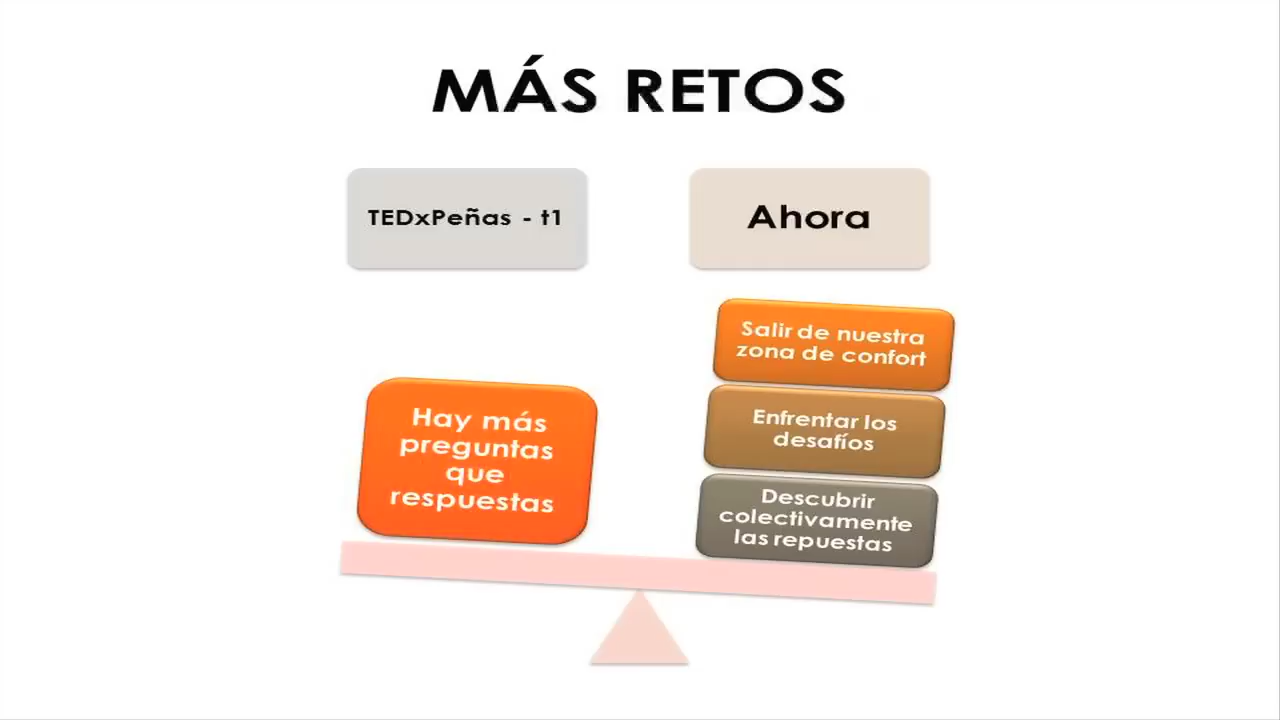 MÁS RETOS
TEDxPeñas - t1
Hay más
preguntas
que
respuestas
Ahora
Salir de nuestra
zona de confort
Enfrentar los
desafíos
Descubrir
colectivamente
las repuestas